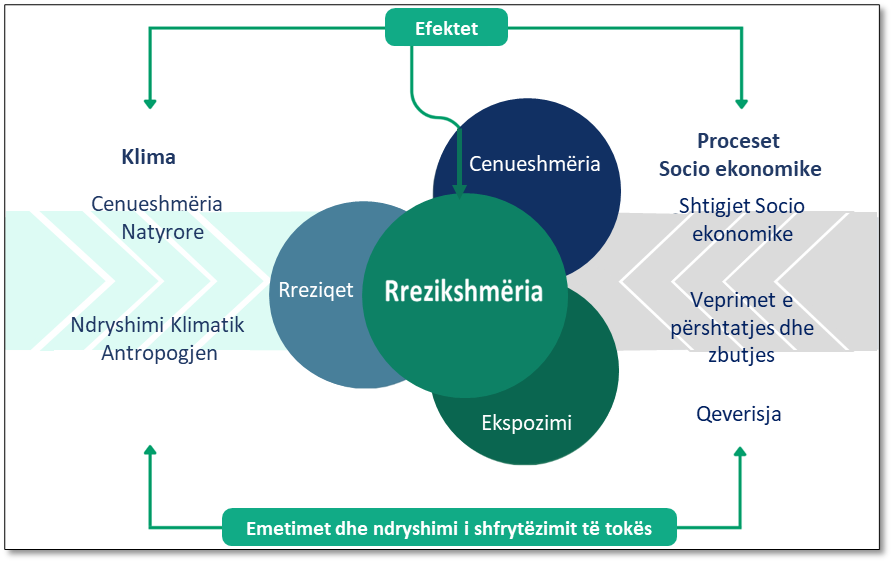 Efektet
Klima
Cenueshmëria
Natyrore
Ndryshimi Klimatik
Antropogjen
Cenueshmëria
Rreziqet
Rrezikshmëria
Ekspozimi
Proceset
Socio ekonomike
Shtigjet Socio
ekonomike
Veprimet e
përshtatjes dhe
zbutjes
Qeverisja
Emetimet dhe ndryshimi i shfrytëzimit të tokës